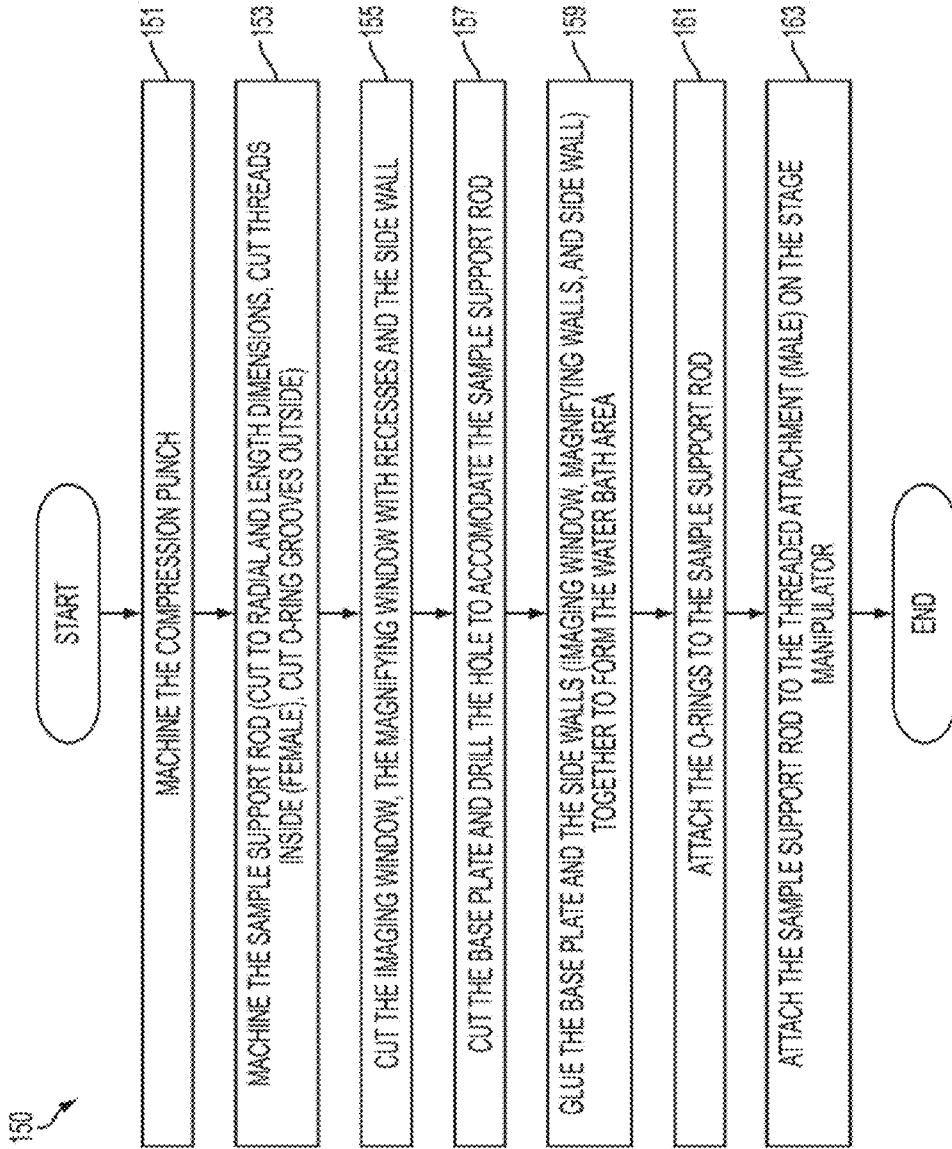 150
START
MACHINE THE COMPRESSION PUNCH
151
MACHINE THE SAMPLE SUPPORT ROD (CUT TO RADIAL AND LENGTH DIMENSIONS, CUT THREADS
INSIDE (FEMALE), CUT O-RING GROOVES OUTSIDE)
153
CUT THE IMAGING WINDOW, THE MAGNIFYING WINDOW WITH RECESSES AND THE SIDE WALL
155
CUT THE BASE PLATE AND DRILL THE HOLE TO ACCOMODATE THE SAMPLE SUPPORT ROD
157
GLUE THE BASE PLATE AND THE SIDE WALLS (IMAGING WINDOW, MAGNIFYING WALLS, AND SIDE WALL)
TOGETHER TO FORM THE WATER BATH AREA
159
ATTACH THE O-RINGS TO THE SAMPLE SUPPORT ROD
161
ATTACH THE SAMPLE SUPPORT ROD TO THE THREADED ATTACHMENT (MALE) ON THE STAGE
MANIPULATOR
163
END